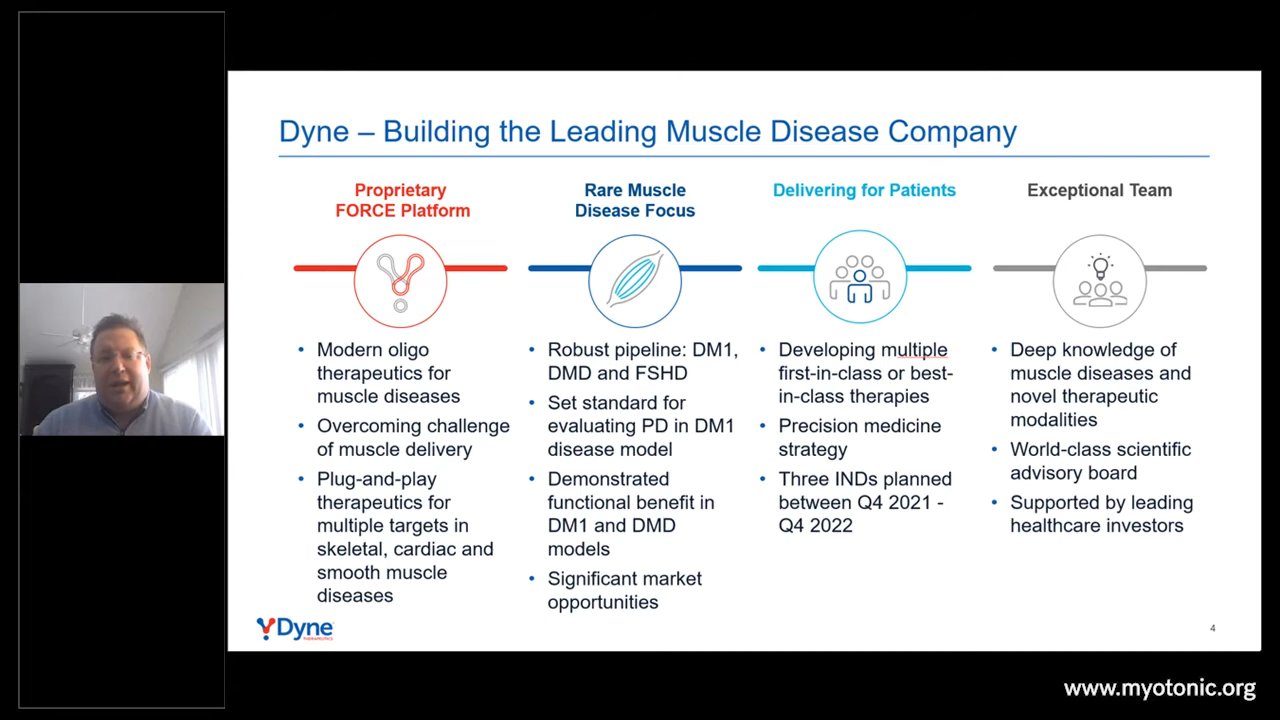 Dyne – Building the Leading Muscle Disease Company
Proprietary
FORCE Platform
• Modern oligo
therapeutics for
muscle diseases
• Overcoming challenge
of muscle delivery
• Plug-and-play
therapeutics for
multiple targets in
skeletal, cardiac and
smooth muscle
diseases
Rare Muscle
Disease Focus
• Robust pipeline: DM1,
DMD and FSHD
• Set standard for
evaluating PD in DM1
disease model
• Demonstrated
functional benefit in
DM1 and DMD
models
• Significant market
opportunities
Delivering for Patients
• Developing multiple
first-in-class or best-
in-class therapies
• Precision medicine
strategy
• Three INDs planned
between Q4 2021 -
Q4 2022
Exceptional Team
• Deep knowledge of
muscle diseases and
novel therapeutic
modalities
• World-class scientific
advisory board
• Supported by leading
healthcare investors
Dyne
THERAPEUTICS
4
www.myotonic.org